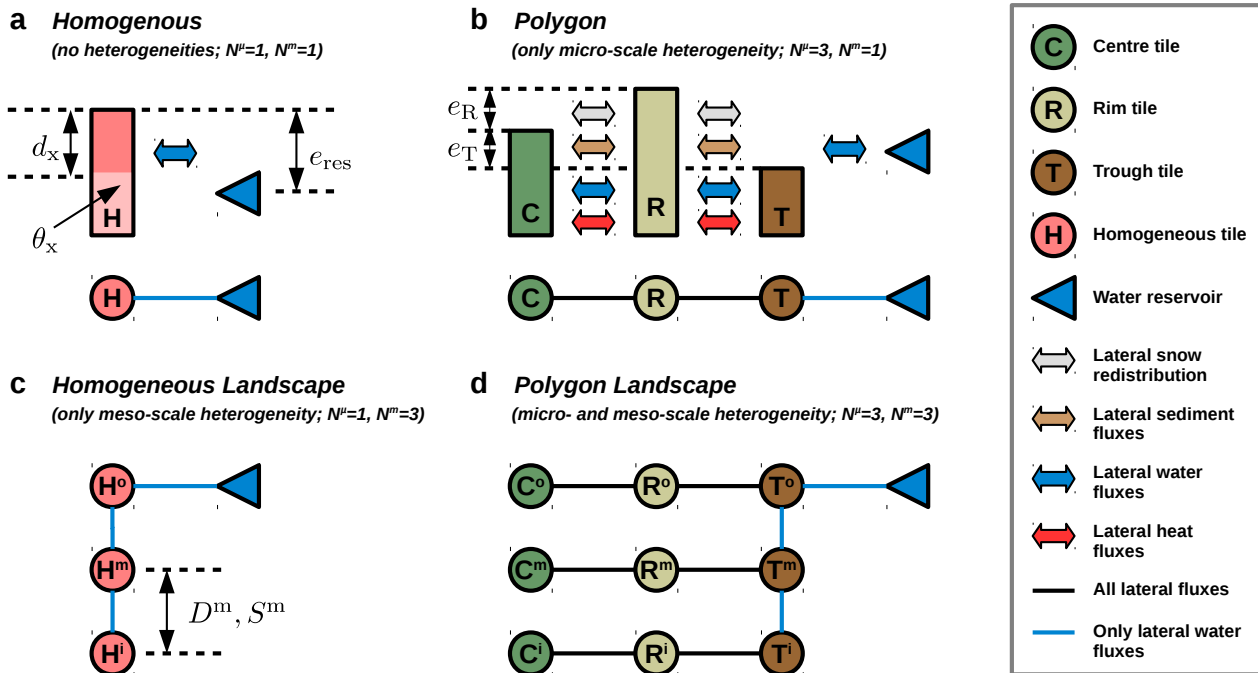 a Homogenous
(no heterogeneities; Nᵘ=1, Nᵐ=1)
dₓ
eres
H
θₓ
H
b Polygon
(only micro-scale heterogeneity; Nᵘ=3, Nᵐ=1)
eR
eT
C
R
T
C
R
T
c Homogeneous Landscape
(only meso-scale heterogeneity; Nᵘ=1, Nᵐ=3)
Hᵒ
Hᵐ
Dᵐ, Sᵐ
Hⁱ
d Polygon Landscape
(micro- and meso-scale heterogeneity; Nᵘ=3, Nᵐ=3)
Cᵒ Rᵒ Tᵒ
Cᵐ Rᵐ Tᵐ
Cⁱ Rⁱ Tⁱ
C Centre tile
R Rim tile
T Trough tile
H Homogeneous tile
Water reservoir
Lateral snow
redistribution
Lateral sediment
fluxes
Lateral water
fluxes
Lateral heat
fluxes
All lateral fluxes
Only lateral water
fluxes